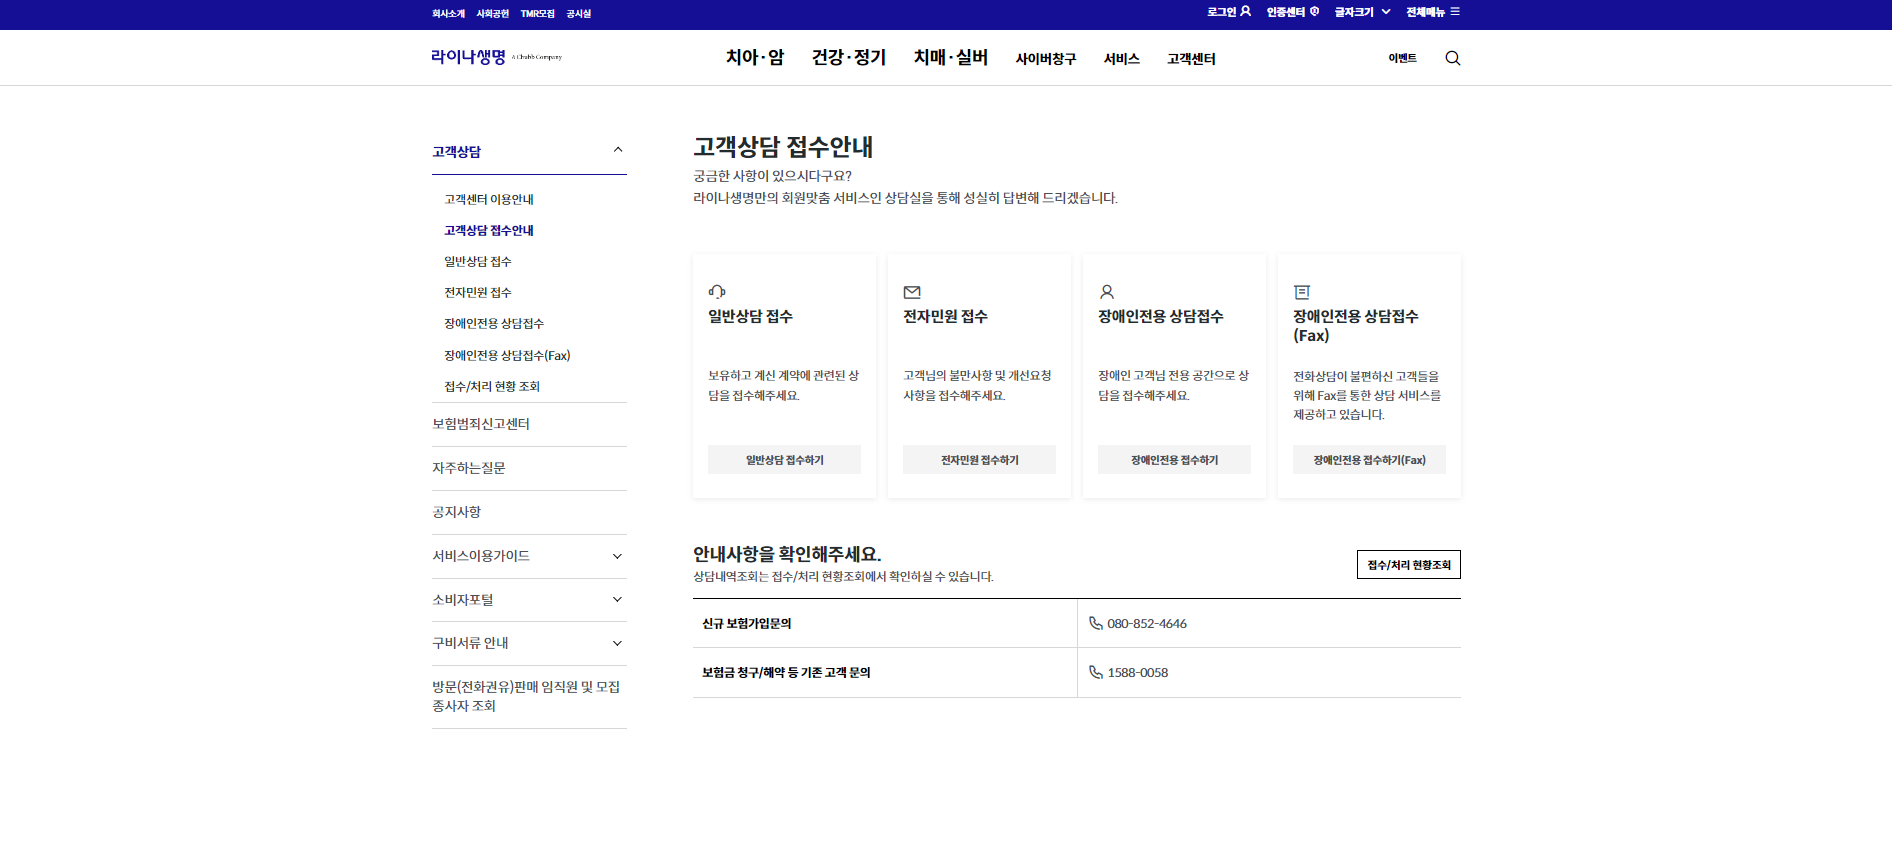 회사소개 사회공헌 TMR모집 공시실
로그인 인증센터 글자크기 전체메뉴
라이나생명 A Chubb Company
치아·암 건강·정기 치매·실버 사이버창구 서비스 고객센터 이벤트
고객상담
고객센터 이용안내
고객상담 접수안내
일반상담 접수
전자민원 접수
장애인전용 상담접수
장애인전용 상담접수(Fax)
접수/처리 현황 조회
보험범죄신고센터
자주하는질문
공지사항
서비스이용가이드
소비자포털
구비서류 안내
방문(전화권유)판매 임직원 및 모집
종사자 조회
고객상담 접수안내
궁금한 사항이 있으시다구요?
라이나생명만의 회원맞춤 서비스인 상담실을 통해 성실히 답변해 드리겠습니다.
일반상담 접수
보유하고 계신 계약에 관련된 상
담을 접수해주세요.
일반상담 접수하기
전자민원 접수
고객님의 불만사항 및 개선요청
사항을 접수해주세요.
전자민원 접수하기
장애인전용 상담접수
장애인 고객님 전용 공간으로 상
담을 접수해주세요.
장애인전용 접수하기
장애인전용 상담접수
(Fax)
전화상담이 불편하신 고객들을
위해 Fax를 통한 상담 서비스를
제공하고 있습니다.
장애인전용 접수하기(Fax)
안내사항을 확인해주세요.
상담내역조회는 접수/처리 현황조회에서 확인하실 수 있습니다.
접수/처리 현황조회
신규 보험가입문의 080-852-4646
보험금 청구/해약 등 기존 고객 문의 1588-0058